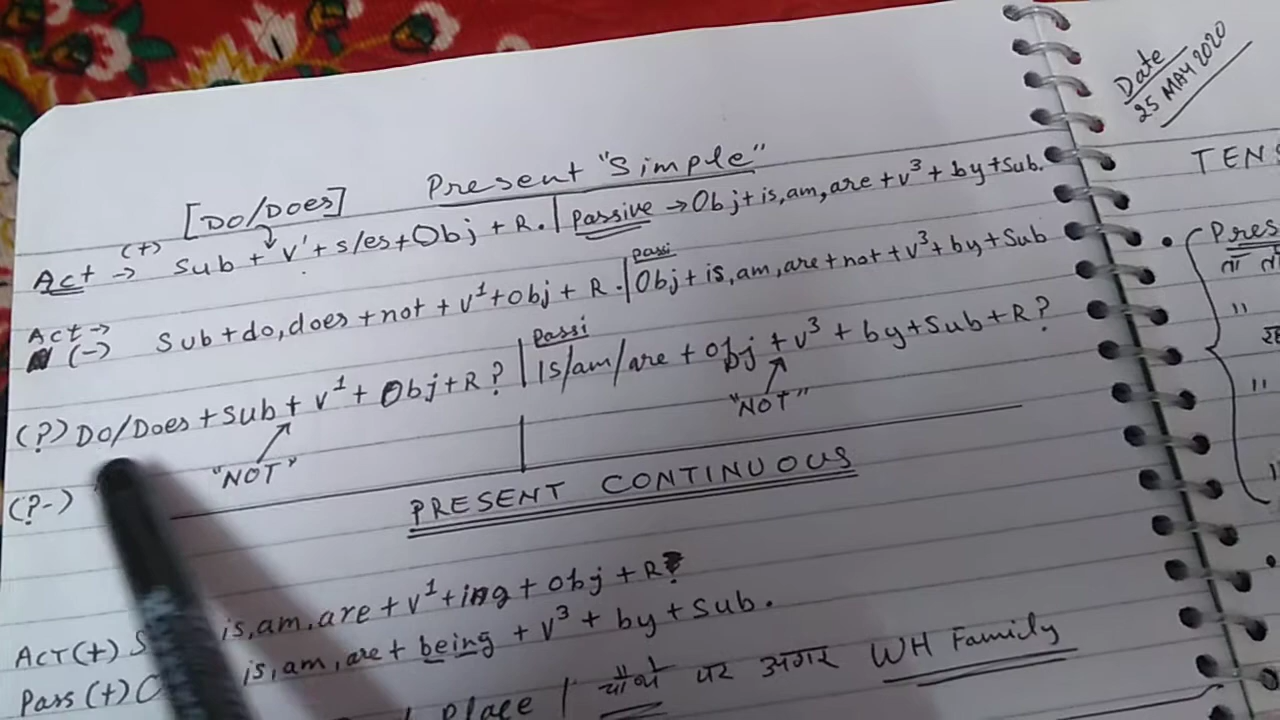 Date
25 MAY 2020
[DO/DOES] Present "Simple"
(+)
Act → Sub + V¹ + s/es + Obj + R. | Passive → Obj + is, am, are + V³ + by + Sub.
Act → Sub + do, does + not + V¹ + Obj + R. | Passi Obj + is, am, are + not + V³ + by + Sub
(-)
(?) DO/Does + Sub + V¹ + Obj + R ? | Passi Is/am/are + Obj + V³ + by + Sub + R ?
"NOT" "NOT"
(?-)
PRESENT CONTINUOUS
ACT (+) S is, am, are + V¹ + ing + Obj + R
Pass (+) O is, am, are + being + V³ + by + Sub.
Place | पर अगर WH Family
TENS
Pres
"
"